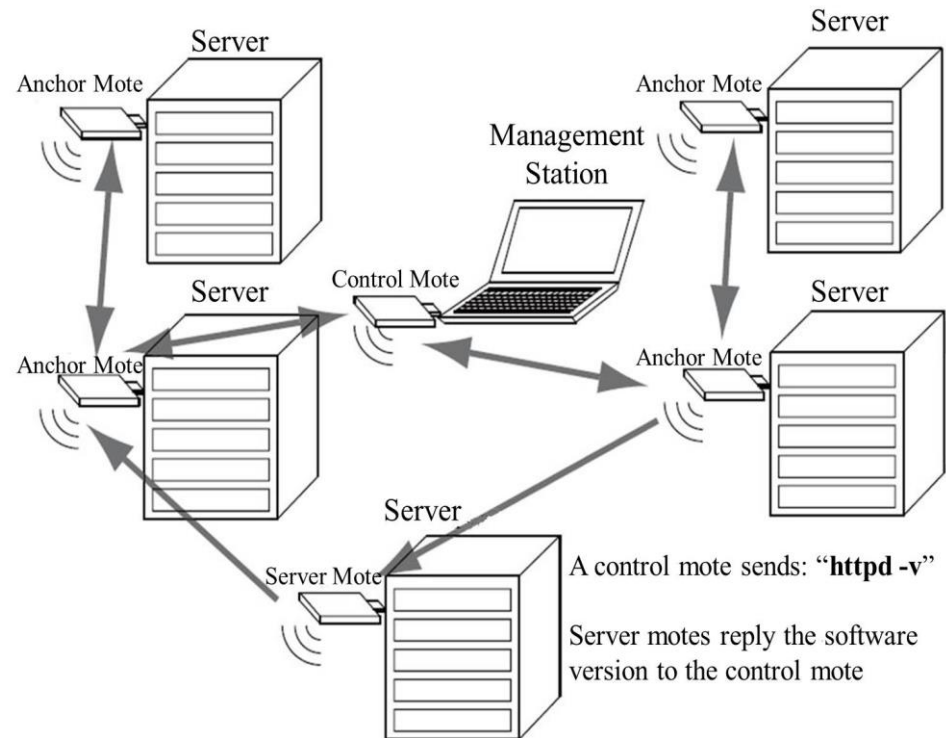 Server
Anchor Mote
Server
Anchor Mote
Management
Station
Control Mote
Server
Anchor Mote
Server
Anchor Mote
Server
Server Mote
A control mote sends: “httpd -v”
Server motes reply the software
version to the control mote